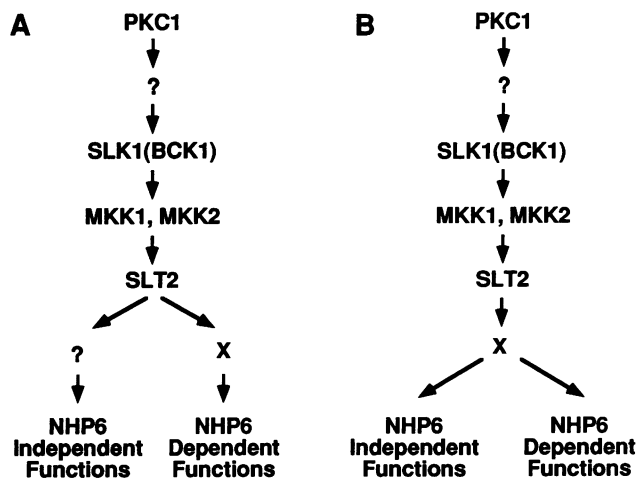 A
PKC1
?
SLK1(BCK1)
MKK1, MKK2
SLT2
?
X
NHP6
Independent
Functions
NHP6
Dependent
Functions
B
PKC1
?
SLK1(BCK1)
MKK1, MKK2
SLT2
X
NHP6
Independent
Functions
NHP6
Dependent
Functions